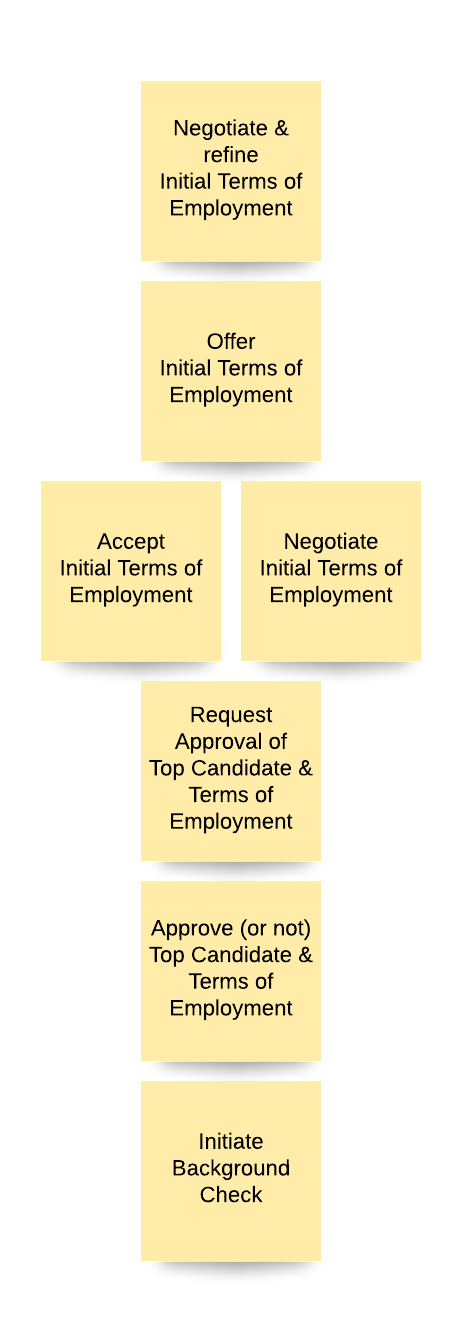 Negotiate &
refine
Initial Terms of
Employment
Offer
Initial Terms of
Employment
Accept
Initial Terms of
Employment
Negotiate
Initial Terms of
Employment
Request
Approval of
Top Candidate &
Terms of
Employment
Approve (or not)
Top Candidate &
Terms of
Employment
Initiate
Background
Check